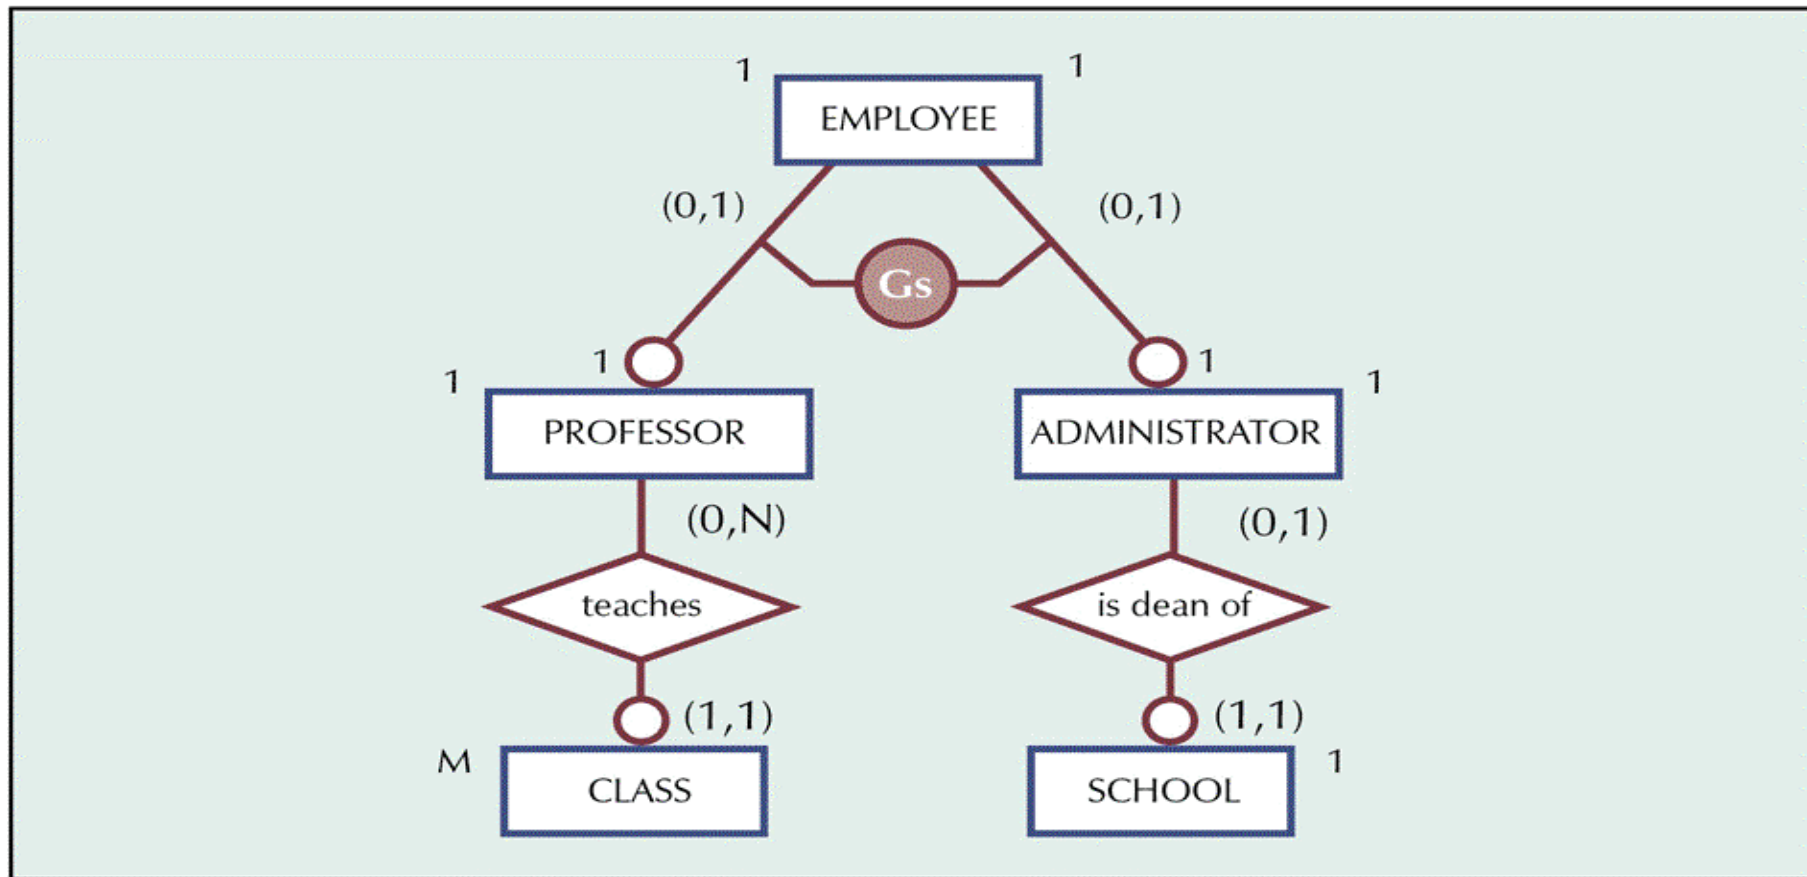 1 1
EMPLOYEE
(0,1) (0,1)
Gs
1 1 1 1
PROFESSOR ADMINISTRATOR
(0,N) (0,1)
teaches is dean of
(1,1) (1,1)
M 1
CLASS SCHOOL